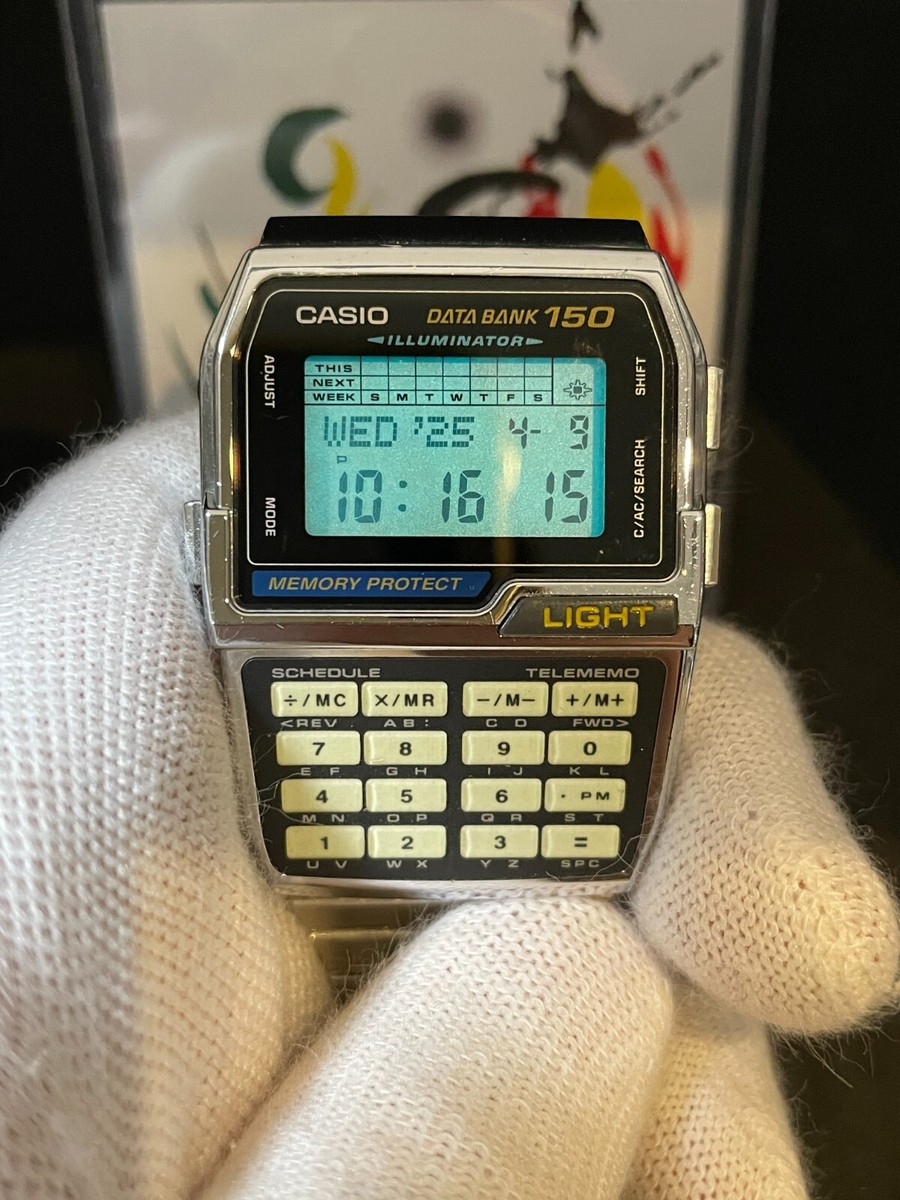 CASIO DATA BANK 150
ILLUMINATOR
ADJUST
SHIFT
THIS
NEXT
WEEK S M T W T F S
WED '25 4- 9
P
10:16 15
MODE
C/AC/SEARCH
MEMORY PROTECT
LIGHT
SCHEDULE TELEMEMO
÷/MC ×/MR −/M− +/M+
<REV A B : C D FWD>
7 8 9 0
E F G H I J K L
4 5 6 · PM
M N O P Q R S T
1 2 3 =
U V W X Y Z SPC